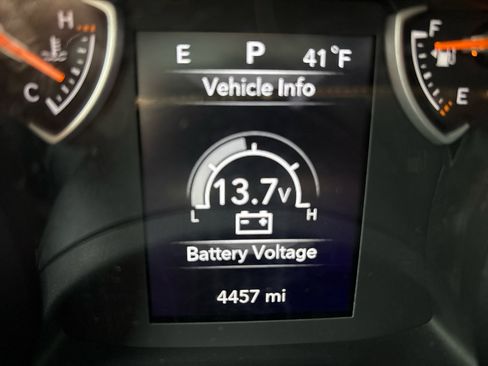 H
C
E P 41°F
Vehicle Info
13.7V
L H
Battery Voltage
4457 mi
F
E